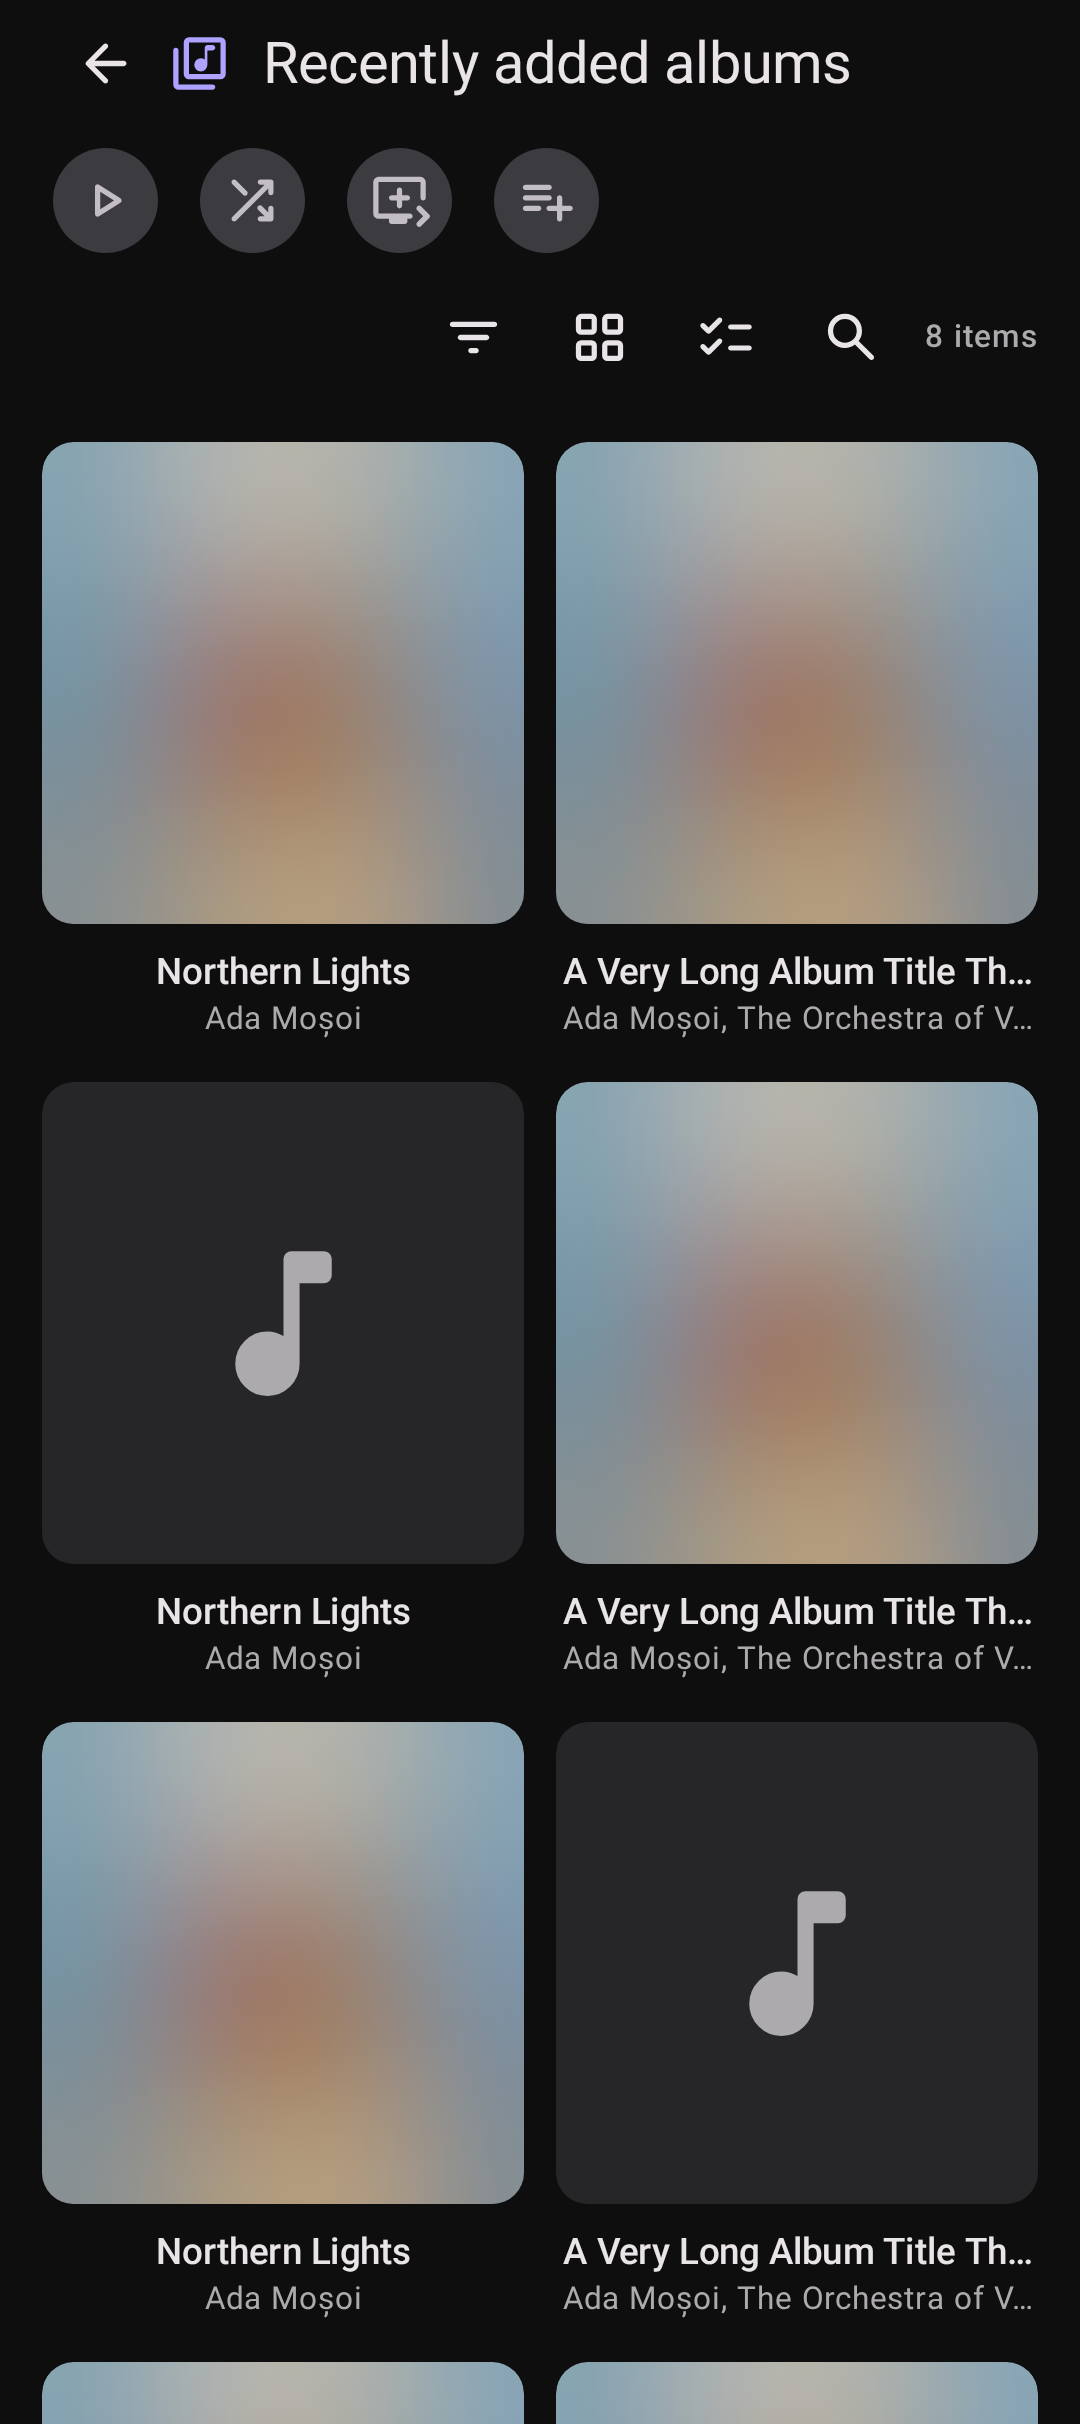 Recently added albums
8 items
Northern Lights
Ada Moșoi
A Very Long Album Title Th...
Ada Moșoi, The Orchestra of V...
Northern Lights
Ada Moșoi
A Very Long Album Title Th...
Ada Moșoi, The Orchestra of V...
Northern Lights
Ada Moșoi
A Very Long Album Title Th...
Ada Moșoi, The Orchestra of V...